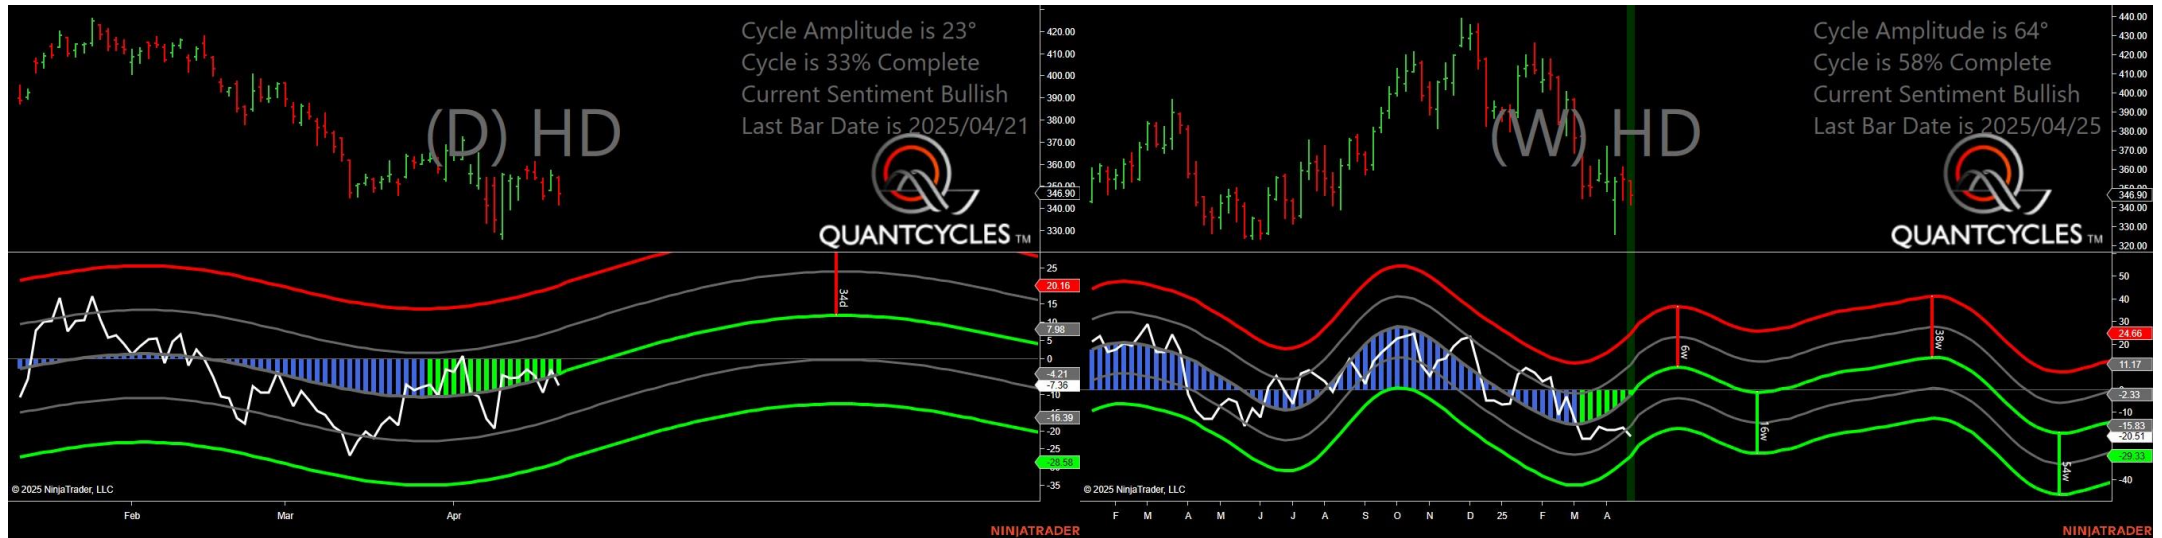 Cycle Amplitude is 23°
Cycle is 33% Complete
Current Sentiment Bullish
Last Bar Date is 2025/04/21
(D) HD
QUANTCYCLES TM
420.00
410.00
400.00
390.00
380.00
370.00
360.00
346.90
340.00
330.00
34d
25
20.16
15
7.98
5
0
-4.21
-7.36
-10
-16.39
-20
-25
-28.58
-35
© 2025 NinjaTrader, LLC
Feb Mar Apr
NINJATRADER
Cycle Amplitude is 64°
Cycle is 58% Complete
Current Sentiment Bullish
Last Bar Date is 2025/04/25
(W) HD
QUANTCYCLES TM
440.00
430.00
420.00
410.00
400.00
390.00
380.00
370.00
360.00
346.90
340.00
330.00
320.00
6w
16w
38w
54w
50
40
30
24.66
20
11.17
-2.33
-10
-15.83
-20.51
-29.33
-40
© 2025 NinjaTrader, LLC
F M A M J J A S O N D 25 F M A
NINJATRADER